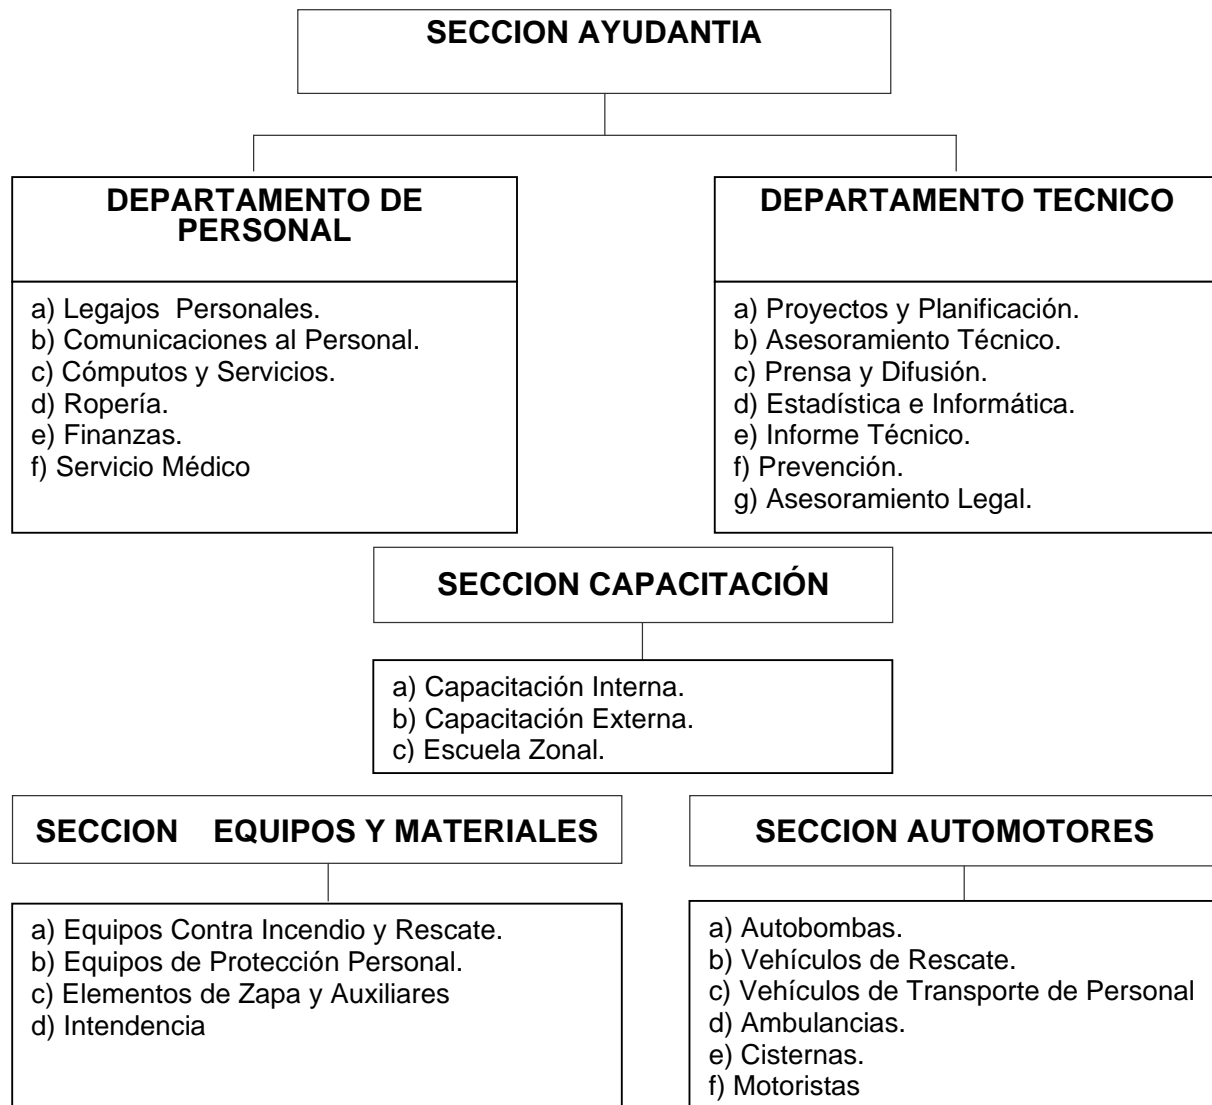 SECCION AYUDANTIA
DEPARTAMENTO DE
PERSONAL
a) Legajos  Personales.
b) Comunicaciones al Personal.
c) Cómputos y Servicios.
d) Ropería.
e) Finanzas.
f) Servicio Médico
DEPARTAMENTO TECNICO
a) Proyectos y Planificación.
b) Asesoramiento Técnico.
c) Prensa y Difusión.
d) Estadística e Informática.
e) Informe Técnico.
f) Prevención.
g) Asesoramiento Legal.
SECCION CAPACITACIÓN
a) Capacitación Interna.
b) Capacitación Externa.
c) Escuela Zonal.
SECCION    EQUIPOS Y MATERIALES
a) Equipos Contra Incendio y Rescate.
b) Equipos de Protección Personal.
c) Elementos de Zapa y Auxiliares
d) Intendencia
SECCION AUTOMOTORES
a) Autobombas.
b) Vehículos de Rescate.
c) Vehículos de Transporte de Personal
d) Ambulancias.
e) Cisternas.
f) Motoristas